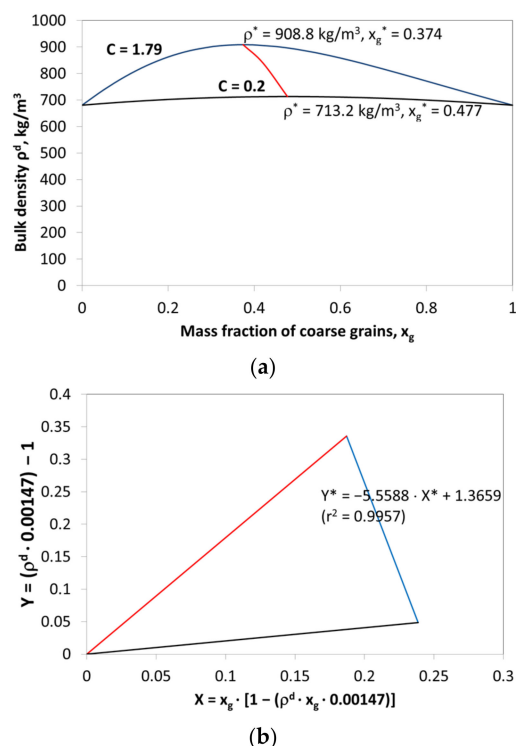 1000
900
800
700
600
500
400
300
200
100
0
Bulk density ρᵈ, kg/m³
C = 1.79
ρ* = 908.8 kg/m³, x_g* = 0.374
C = 0.2
ρ* = 713.2 kg/m³, x_g* = 0.477
0 0.2 0.4 0.6 0.8 1
Mass fraction of coarse grains, x_g
(a)
0.4
0.35
0.3
0.25
0.2
0.15
0.1
0.05
0
Y = (ρᵈ · 0.00147) − 1
Y* = −5.5588 · X* + 1.3659
(r² = 0.9957)
0 0.05 0.1 0.15 0.2 0.25 0.3
X = x_g · [1 − (ρᵈ · x_g · 0.00147)]
(b)